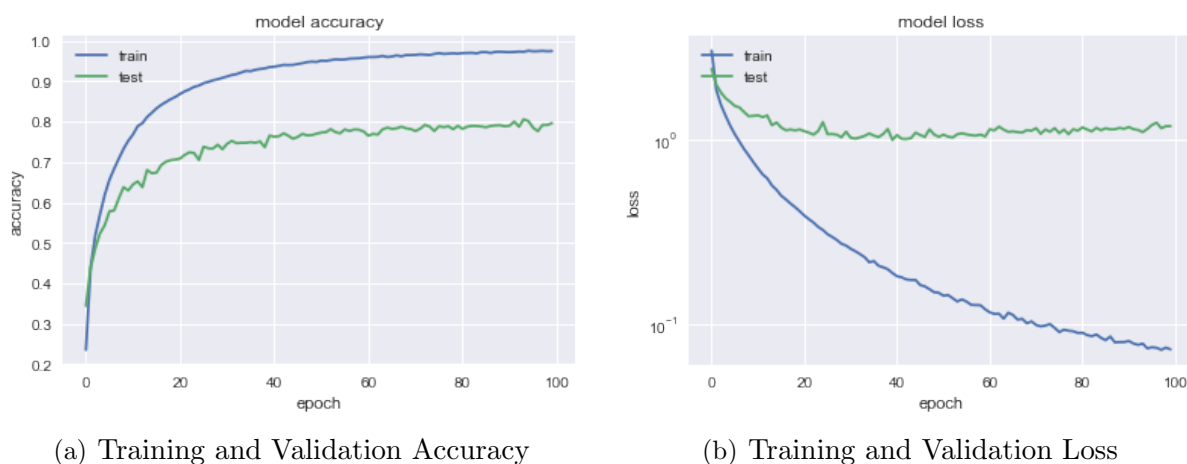 model accuracy
1.0
0.9
0.8
0.7
0.6
0.5
0.4
0.3
0.2
accuracy
train
test
0 20 40 60 80 100
epoch
(a) Training and Validation Accuracy
model loss
10^0
10^-1
loss
train
test
0 20 40 60 80 100
epoch
(b) Training and Validation Loss